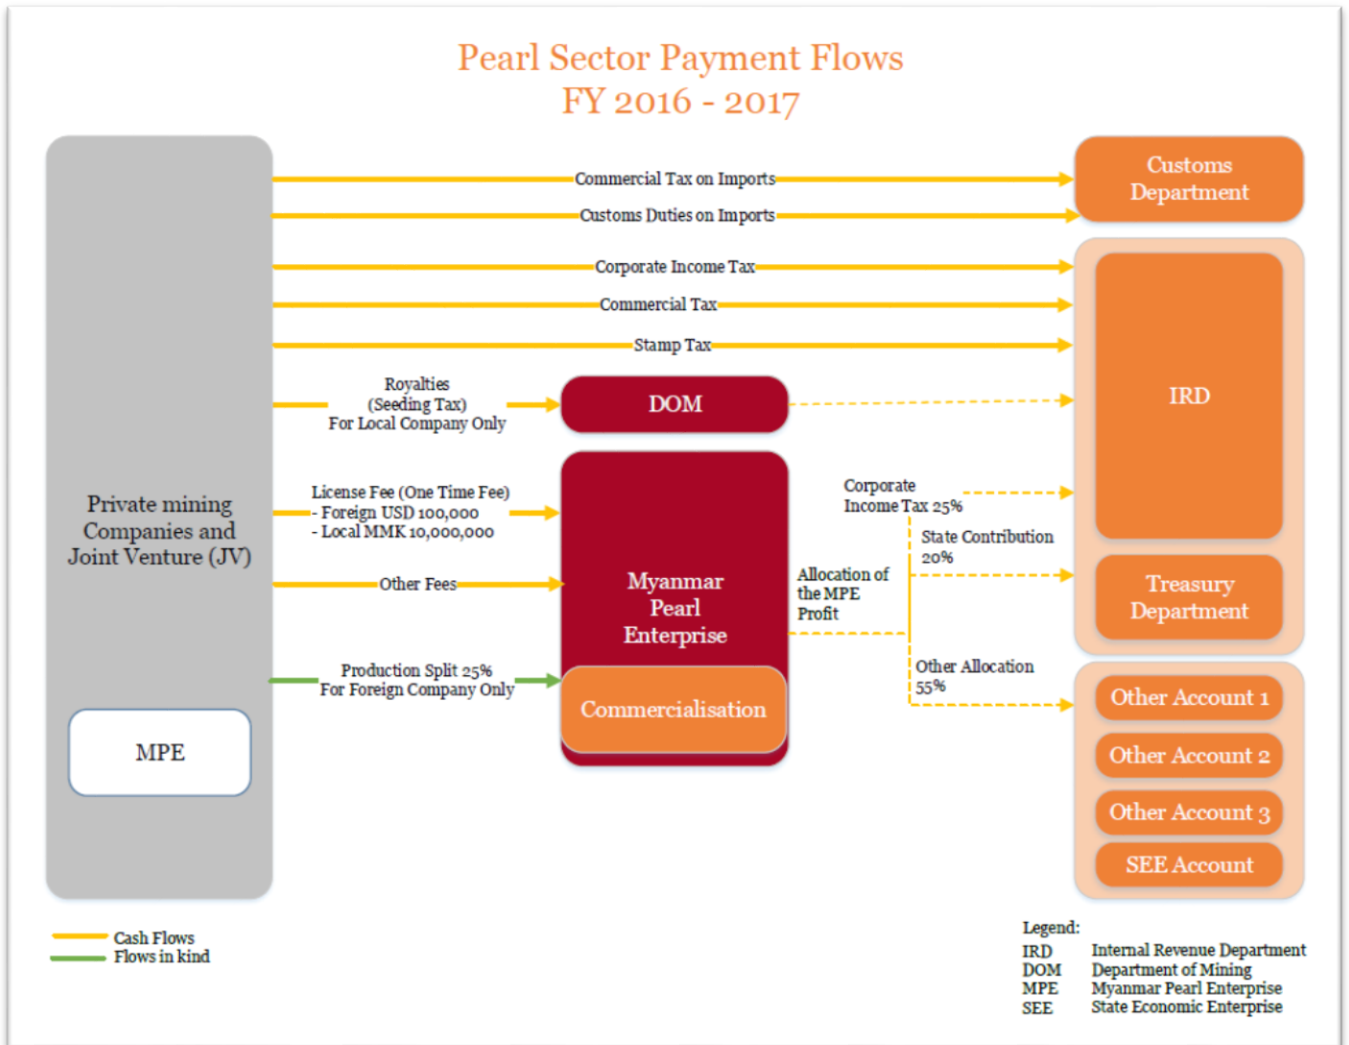 Pearl Sector Payment Flows
FY 2016 - 2017
Customs
Department
Commercial Tax on Imports
Customs Duties on Imports
Corporate Income Tax
Commercial Tax
Stamp Tax
Royalties
(Seeding Tax)
For Local Company Only
DOM
IRD
Private mining
Companies and
Joint Venture (JV)
License Fee (One Time Fee)
- Foreign USD 100,000
- Local MMK 10,000,000
Other Fees
Myanmar
Pearl
Enterprise
Corporate
Income Tax 25%
State Contribution
20%
Allocation of
the MPE
Profit
Treasury
Department
Production Split 25%
For Foreign Company Only
Commercialisation
Other Allocation
55%
MPE
Other Account 1
Other Account 2
Other Account 3
SEE Account
Cash Flows
Flows in kind
Legend:
IRD Internal Revenue Department
DOM Department of Mining
MPE Myanmar Pearl Enterprise
SEE State Economic Enterprise